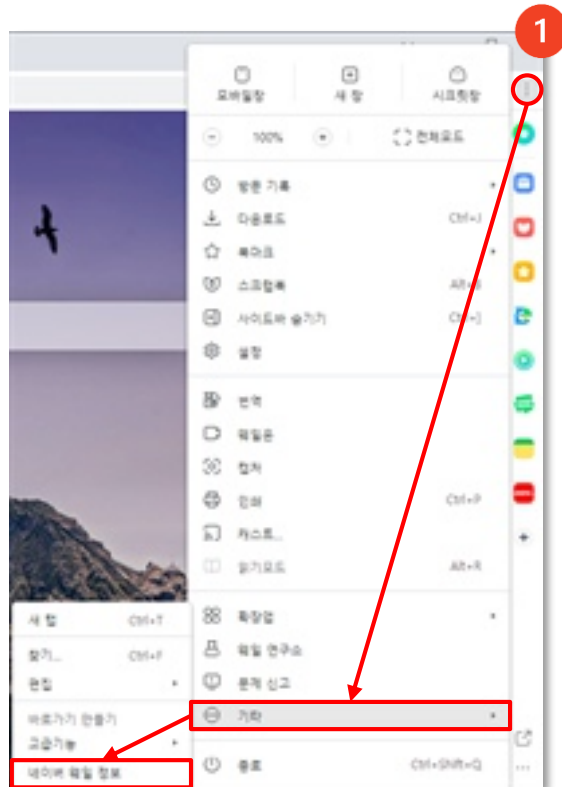 1
모바일창 새 창 시크릿창
100% 전체모드
방문 기록
다운로드 Ctrl+J
북마크
스크랩북
사이드바 숨기기
설정
번역
웨일온
캡처
인쇄 Ctrl+P
캐스트...
읽기모드 Alt+R
확장앱
웨일 연구소
문제 신고
기타
종료 Ctrl+Shift+Q
새 탭 Ctrl+T
찾기... Ctrl+F
편집
바로가기 만들기
고급기능
네이버 웨일 정보